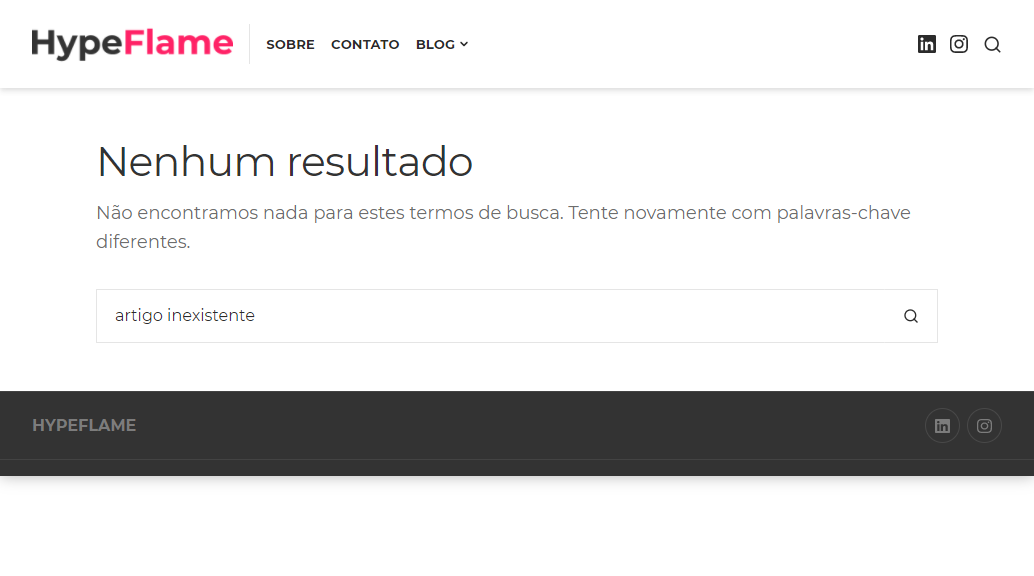 HypeFlame
SOBRE CONTATO BLOG
Nenhum resultado
Não encontramos nada para estes termos de busca. Tente novamente com palavras-chave
diferentes.
artigo inexistente
HYPEFLAME